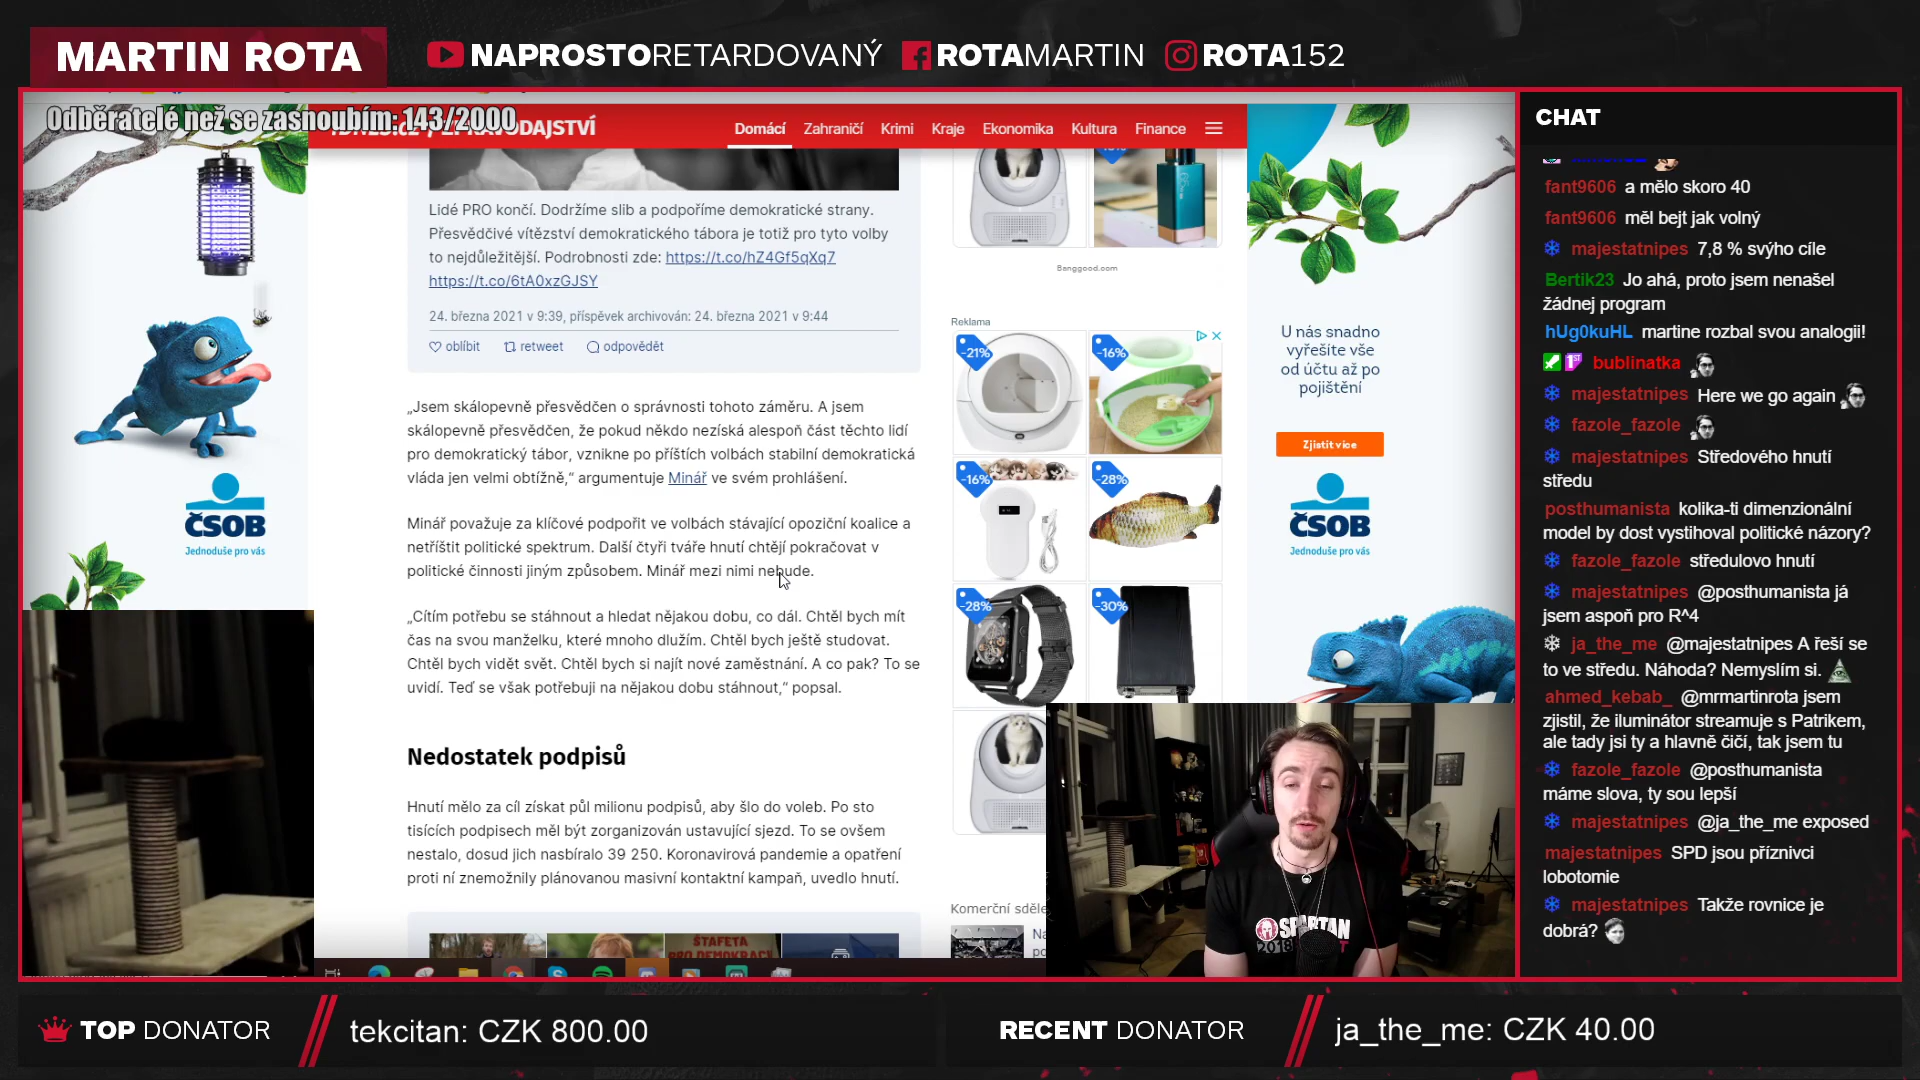 MARTIN ROTA
NAPROSTORETARDOVANÝ
ROTAMARTIN
ROTA152
Odběratelé než se zasnoubím: 143/2000
Domácí Zahraničí Krimi Kraje Ekonomika Kultura Finance
Lidé PRO končí. Dodržíme slib a podpoříme demokratické strany.
Přesvědčivé vítězství demokratického tábora je totiž pro tyto volby
to nejdůležitější. Podrobnosti zde: https://t.co/hZ4Gf5qXq7
https://t.co/6tA0xzGJSY
24. března 2021 v 9:39, příspěvek archivován: 24. března 2021 v 9:44
oblíbit retweet odpovědět
„Jsem skálopevně přesvědčen o správnosti tohoto záměru. A jsem
skálopevně přesvědčen, že pokud někdo nezíská alespoň část těchto lidí
pro demokratický tábor, vznikne po příštích volbách stabilní demokratická
vláda jen velmi obtížně,“ argumentuje Minář ve svém prohlášení.
Minář považuje za klíčové podpořit ve volbách stávající opoziční koalice a
netříštit politické spektrum. Další čtyři tváře hnutí chtějí pokračovat v
politické činnosti jiným způsobem. Minář mezi nimi nebude.
„Cítím potřebu se stáhnout a hledat nějakou dobu, co dál. Chtěl bych mít
čas na svou manželku, které mnoho dlužím. Chtěl bych ještě studovat.
Chtěl bych vidět svět. Chtěl bych si najít nové zaměstnání. A co pak? To se
uvidí. Teď se však potřebuji na nějakou dobu stáhnout,“ popsal.
Nedostatek podpisů
Hnutí mělo za cíl získat půl milionu podpisů, aby šlo do voleb. Po sto
tisících podpisech měl být zorganizován ustavující sjezd. To se ovšem
nestalo, dosud jich nasbíralo 39 250. Koronavirová pandemie a opatření
proti ní znemožnily plánovanou masivní kontaktní kampaň, uvedlo hnutí.
ŠTAFETA
PRO DEMOKRACI
ČSOB
Jednoduše pro vás
Banggood.com
Reklama
-21%
-16%
-16%
-28%
-28%
-30%
Komerční sděle
U nás snadno
vyřešíte vše
od účtu až po
pojištění
Zjistit více
ČSOB
Jednoduše pro vás
SPARTAN
2018
CHAT
fant9606 a mělo skoro 40
fant9606 měl bejt jak volný
majestatnipes 7,8 % svýho cíle
Bertik23 Jo ahá, proto jsem nenašel
žádnej program
hUg0kuHL martine rozbal svou analogii!
bublinatka
majestatnipes Here we go again
fazole_fazole
majestatnipes Středového hnutí
středu
posthumanista kolika-ti dimenzionální
model by dost vystihoval politické názory?
fazole_fazole středulovo hnutí
majestatnipes @posthumanista já
jsem aspoň pro R^4
ja_the_me @majestatnipes A řeší se
to ve středu. Náhoda? Nemyslím si.
ahmed_kebab_ @mrmartinrota jsem
zjistil, že iluminátor streamuje s Patrikem,
ale tady jsi ty a hlavně čičí, tak jsem tu
fazole_fazole @posthumanista
máme slova, ty sou lepší
majestatnipes @ja_the_me exposed
majestatnipes SPD jsou příznivci
lobotomie
majestatnipes Takže rovnice je
dobrá?
TOP DONATOR
tekcitan: CZK 800.00
RECENT DONATOR
ja_the_me: CZK 40.00